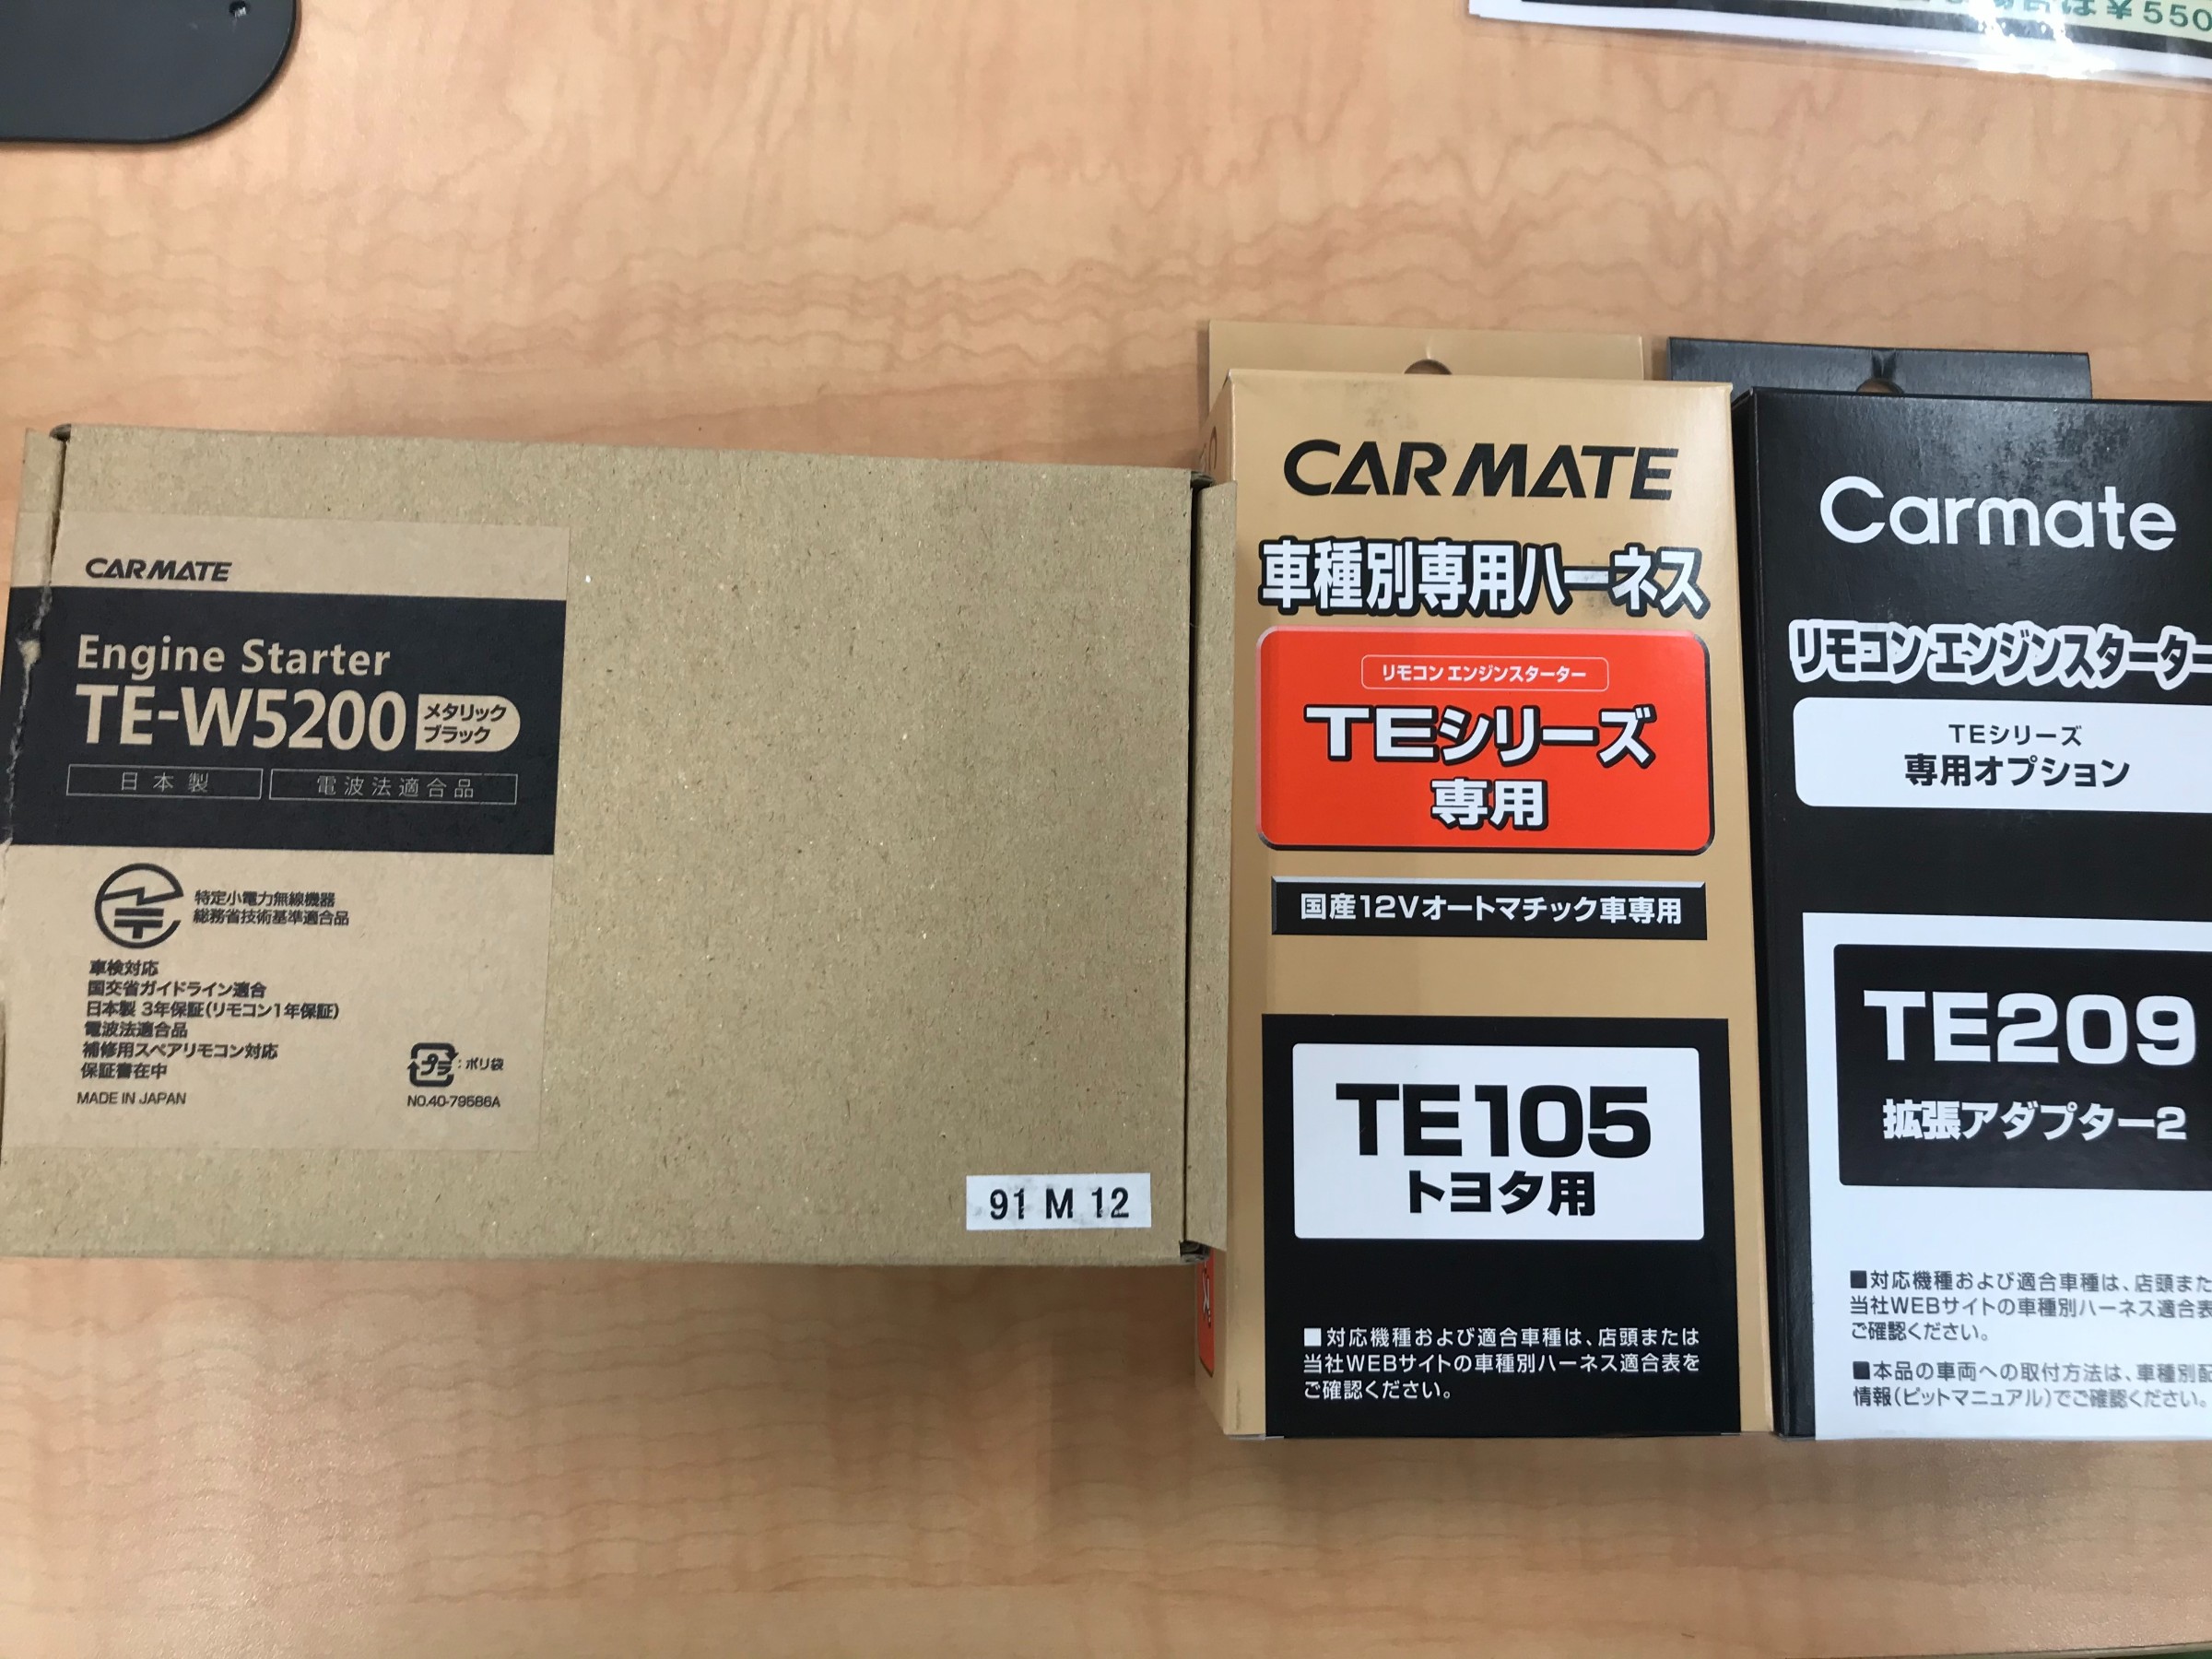 は¥550
CARMATE
Engine Starter
TE-W5200
メタリック
ブラック
日本製
電波法適合品
特定小電力無線機器
総務省技術基準適合品
車検対応
国交省ガイドライン適合
日本製 3年保証(リモコン1年保証)
電波法適合品
補修用スペアリモコン対応
保証書在中
MADE IN JAPAN
プラ
:ポリ袋
NO.40-79586A
91 M 12
CARMATE
車種別専用ハーネス
リモコン エンジンスターター
TEシリーズ
専用
国産12Vオートマチック車専用
TE105
トヨタ用
■対応機種および適合車種は、店頭または
当社WEBサイトの車種別ハーネス適合表を
ご確認ください。
Carmate
リモコンエンジンスターター
TEシリーズ
専用オプション
TE209
拡張アダプター2
■対応機種および適合車種は、店頭また
当社WEBサイトの車種別ハーネス適合表
ご確認ください。
■本品の車両への取付方法は、車種別配
情報(ピットマニュアル)でご確認ください。